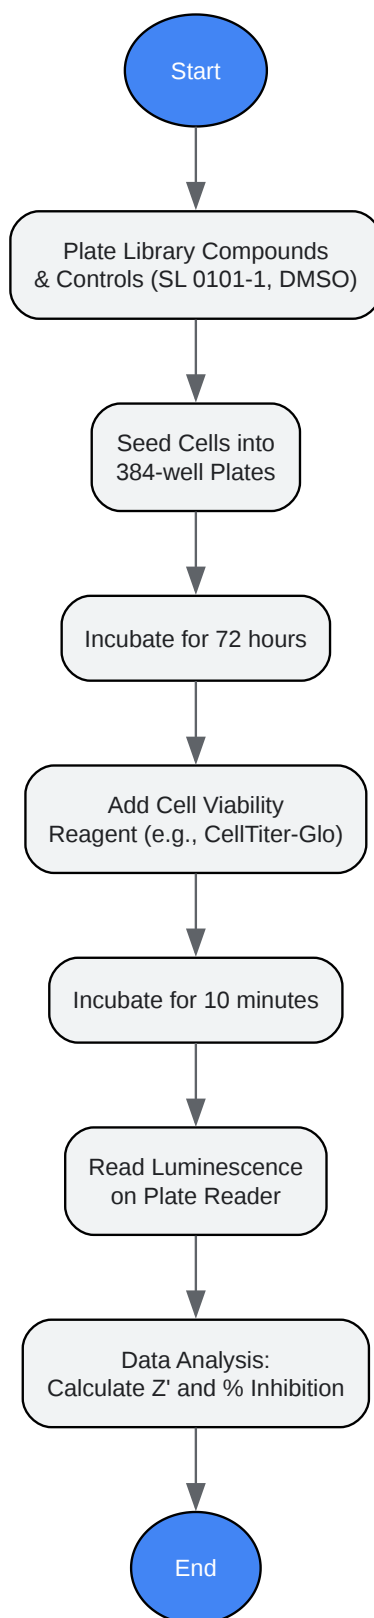 Start
Plate Library Compounds
& Controls (SL 0101-1, DMSO)
Seed Cells into
384-well Plates
Incubate for 72 hours
Add Cell Viability
Reagent (e.g., CellTiter-Glo)
Incubate for 10 minutes
Read Luminescence
on Plate Reader
Data Analysis:
Calculate Z' and % Inhibition
End